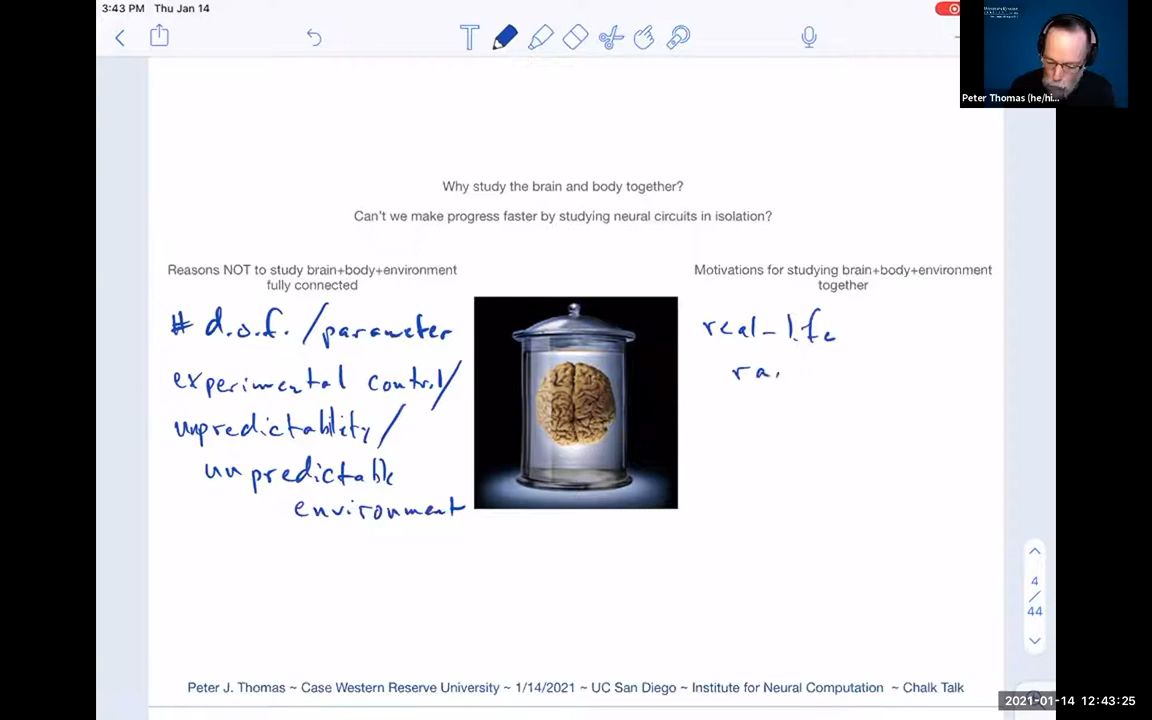 3:43 PM Thu Jan 14
Peter Thomas (he/hi...
Why study the brain and body together?
Can't we make progress faster by studying neural circuits in isolation?
Reasons NOT to study brain+body+environment
fully connected
# d.o.f. / parameter
experimental control /
unpredictability /
unpredictable
environment
Motivations for studying brain+body+environment
together
real-life
ra
4
/
44
Peter J. Thomas ~ Case Western Reserve University ~ 1/14/2021 ~ UC San Diego ~ Institute for Neural Computation ~ Chalk Talk
2021-01-14 12:43:25